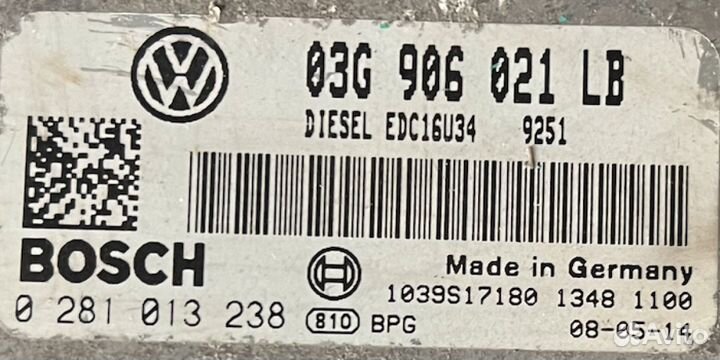 03G 906 021 LB
DIESEL EDC16U34 9251
BOSCH
Made in Germany
1039S17180 1348 1100
0 281 013 238 810 BPG
08-05-14
Avito